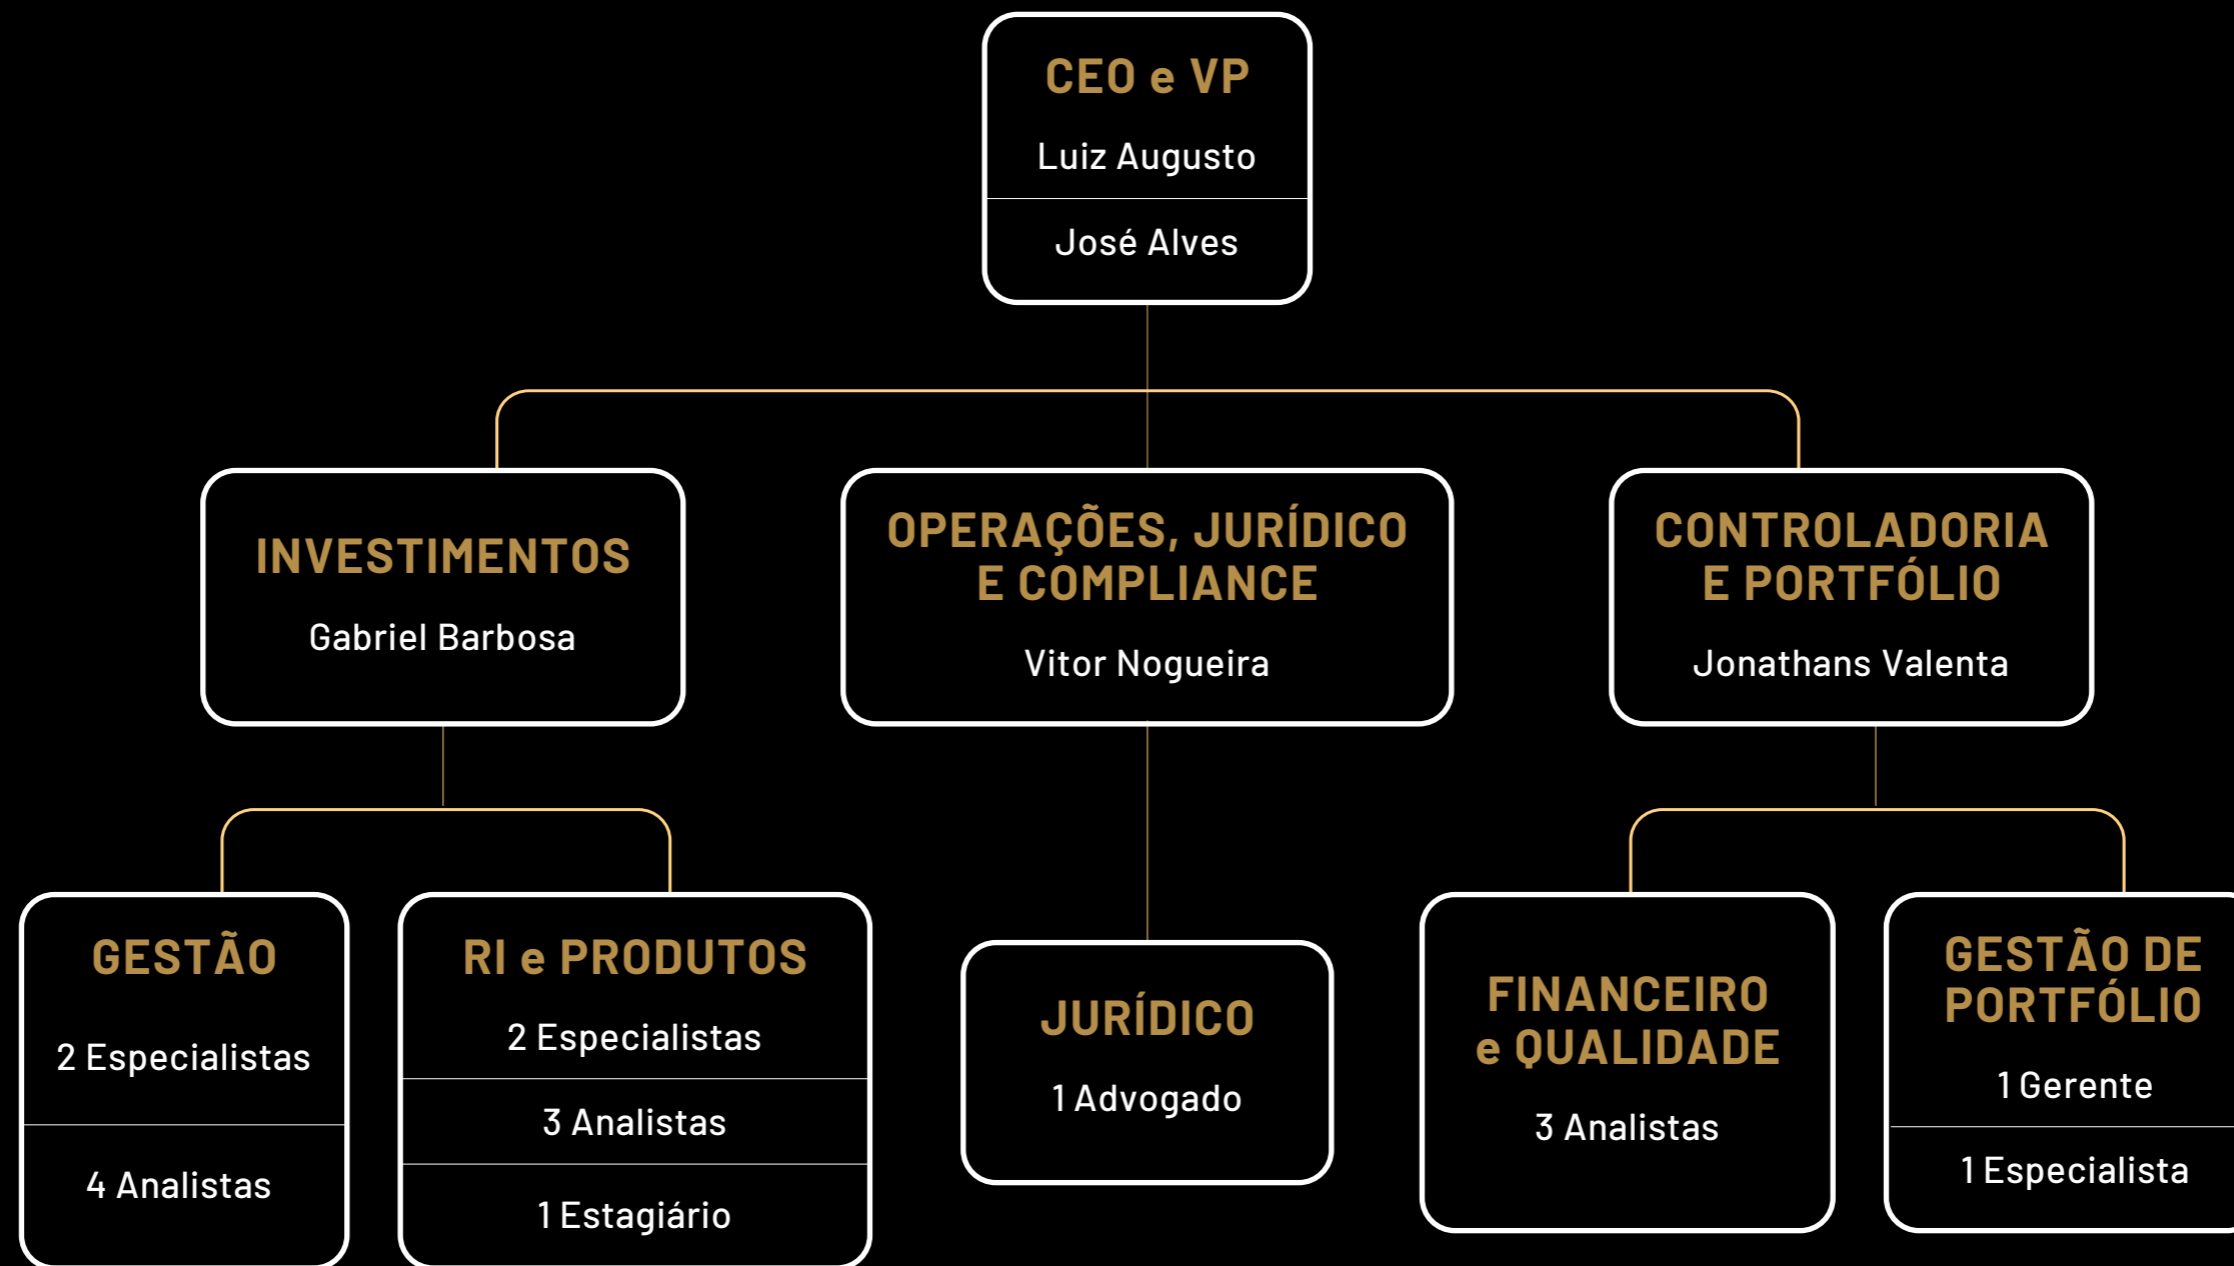 CEO e VP
Luiz Augusto
José Alves
INVESTIMENTOS
Gabriel Barbosa
OPERAÇÕES, JURÍDICO
E COMPLIANCE
Vitor Nogueira
CONTROLADORIA
E PORTFÓLIO
Jonathans Valenta
GESTÃO
2 Especialistas
4 Analistas
RI e PRODUTOS
2 Especialistas
3 Analistas
1 Estagiário
JURÍDICO
1 Advogado
FINANCEIRO
e QUALIDADE
3 Analistas
GESTÃO DE
PORTFÓLIO
1 Gerente
1 Especialista